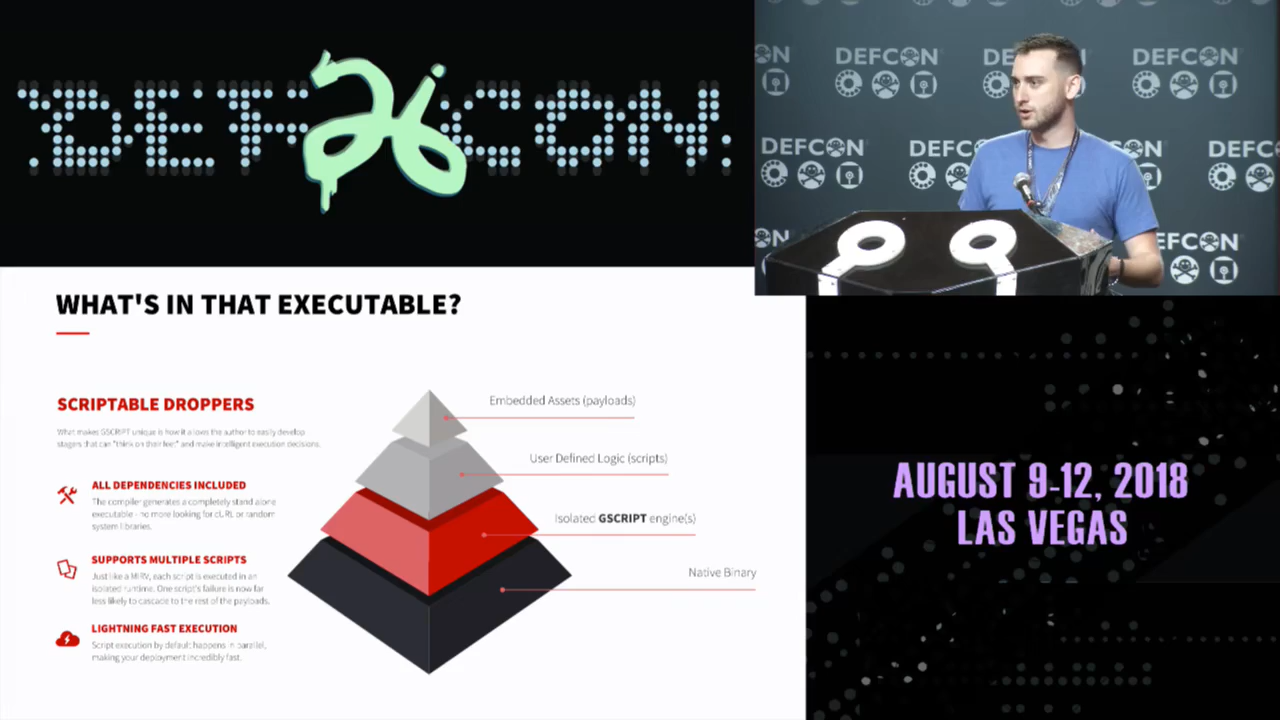 DEF CON
26
DEFCON
DEFCON
DEFCON
DEFCON
DEFCON
DEFCON
WHAT'S IN THAT EXECUTABLE?
SCRIPTABLE DROPPERS
What makes GSCRIPT unique is how it allows the author to easily develop
stagers that can "think on their feet" and make intelligent execution decisions.
ALL DEPENDENCIES INCLUDED
The compiler generates a completely stand alone
executable - no more looking for cURL or random
system libraries.
SUPPORTS MULTIPLE SCRIPTS
Just like a MIRV, each script is executed in an
isolated runtime. One script's failure is now far
less likely to cascade to the rest of the payloads.
LIGHTNING FAST EXECUTION
Script execution by default happens in parallel,
making your deployment incredibly fast.
Embedded Assets (payloads)
User Defined Logic (scripts)
Isolated GSCRIPT engine(s)
Native Binary
AUGUST 9-12, 2018
LAS VEGAS